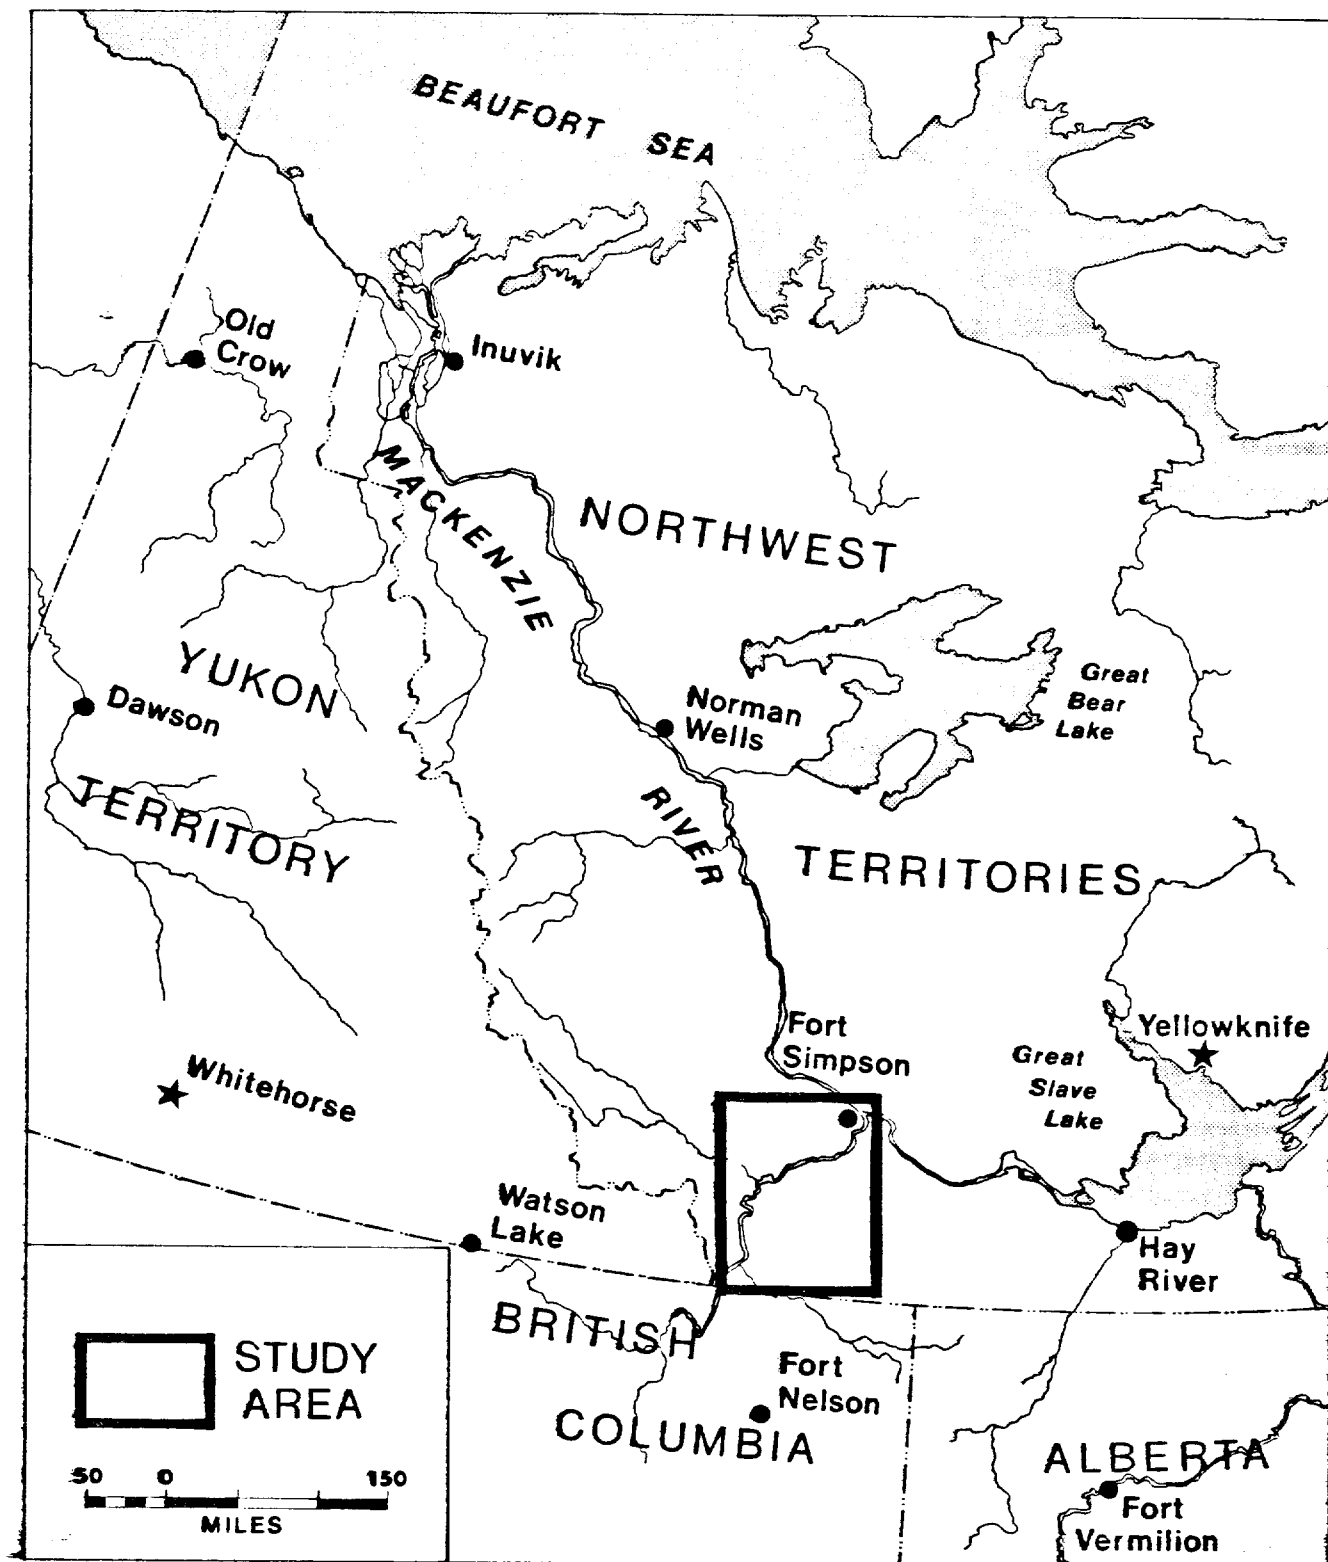 BEAUFORT SEA
Old
Crow
Inuvik
MACKENZIE
NORTHWEST
YUKON
Great
Bear
Lake
Dawson
Norman
Wells
TERRITORY
RIVER
TERRITORIES
Fort
Simpson
Yellowknife
Great
Slave
Lake
Whitehorse
Watson
Lake
Hay
River
BRITISH
STUDY
AREA
Fort
Nelson
COLUMBIA
ALBERTA
50 0 150
MILES
Fort
Vermilion